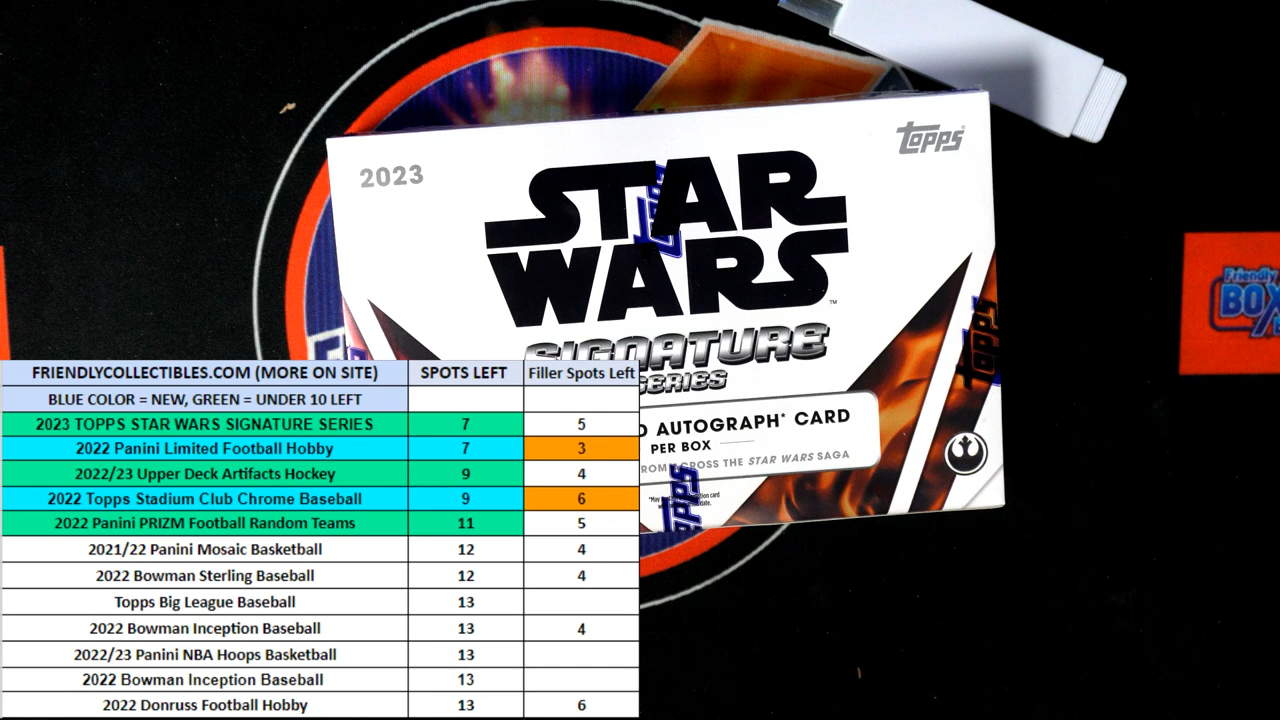 2023
topps
STAR
WARS
SIGNATURE
SERIES
AUTOGRAPH* CARD
PER BOX
ACROSS THE STAR WARS SAGA
topps
topps
topps
Friendly
BOX
FRIENDLYCOLLECTIBLES.COM (MORE ON SITE) SPOTS LEFT Filler Spots Left
BLUE COLOR = NEW, GREEN = UNDER 10 LEFT
2023 TOPPS STAR WARS SIGNATURE SERIES 7 5
2022 Panini Limited Football Hobby 7 3
2022/23 Upper Deck Artifacts Hockey 9 4
2022 Topps Stadium Club Chrome Baseball 9 6
2022 Panini PRIZM Football Random Teams 11 5
2021/22 Panini Mosaic Basketball 12 4
2022 Bowman Sterling Baseball 12 4
Topps Big League Baseball 13
2022 Bowman Inception Baseball 13 4
2022/23 Panini NBA Hoops Basketball 13
2022 Bowman Inception Baseball 13
2022 Donruss Football Hobby 13 6